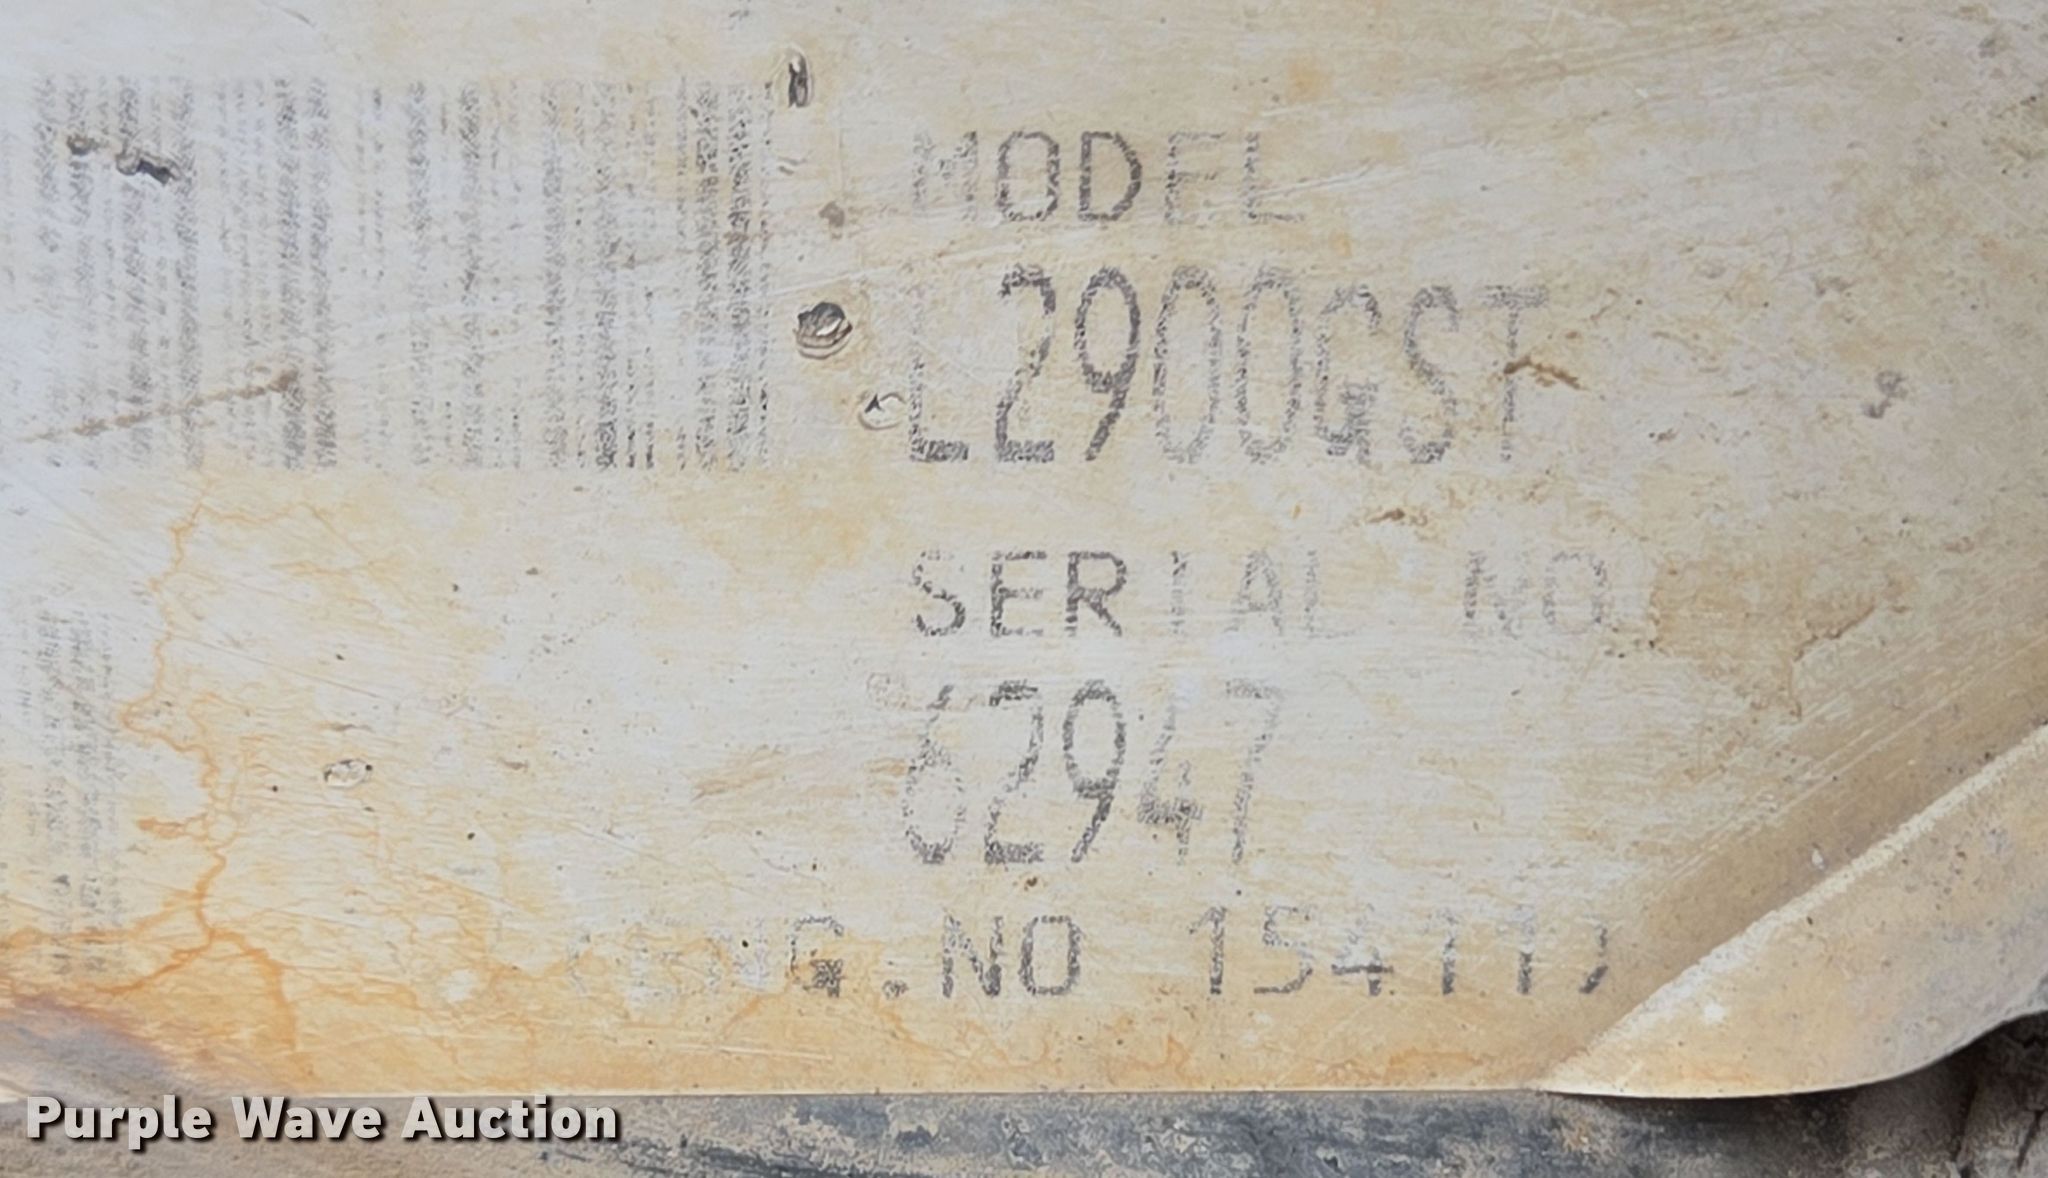 MODEL
L2900GST
SERIAL NO
62947
G.NO
Purple Wave Auction